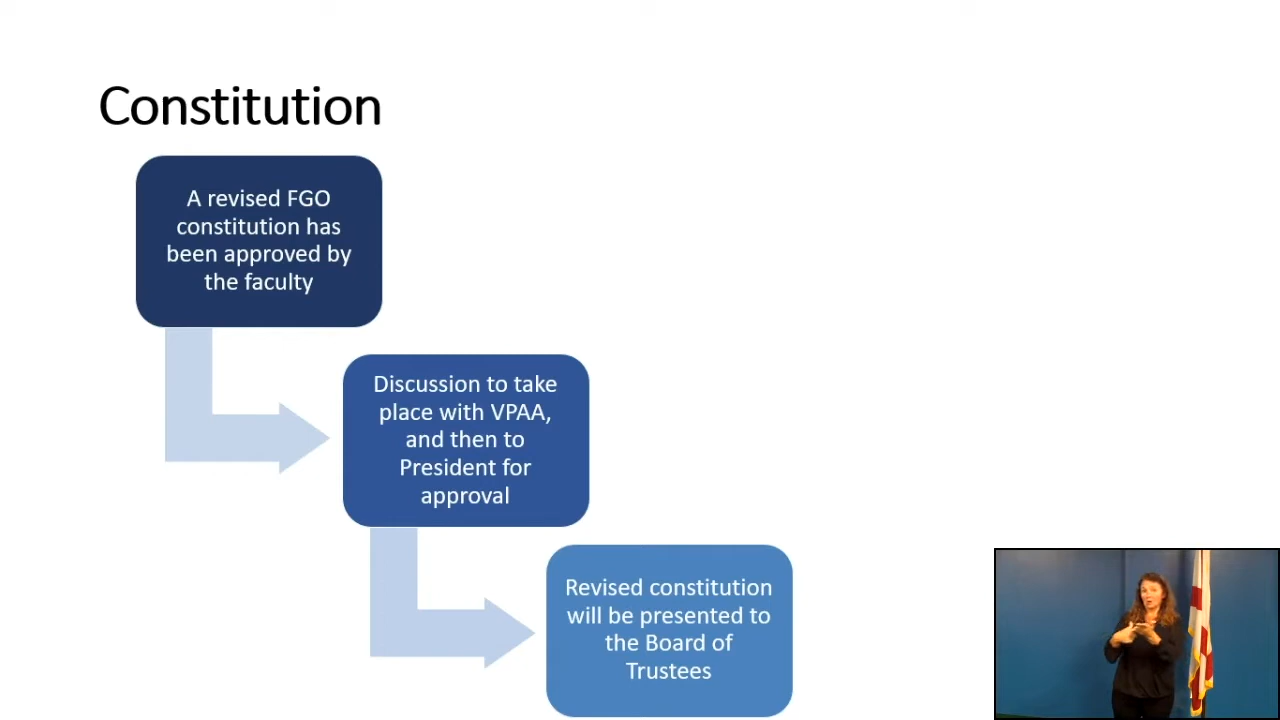 Constitution
A revised FGO
constitution has
been approved by
the faculty
Discussion to take
place with VPAA,
and then to
President for
approval
Revised constitution
will be presented to
the Board of
Trustees